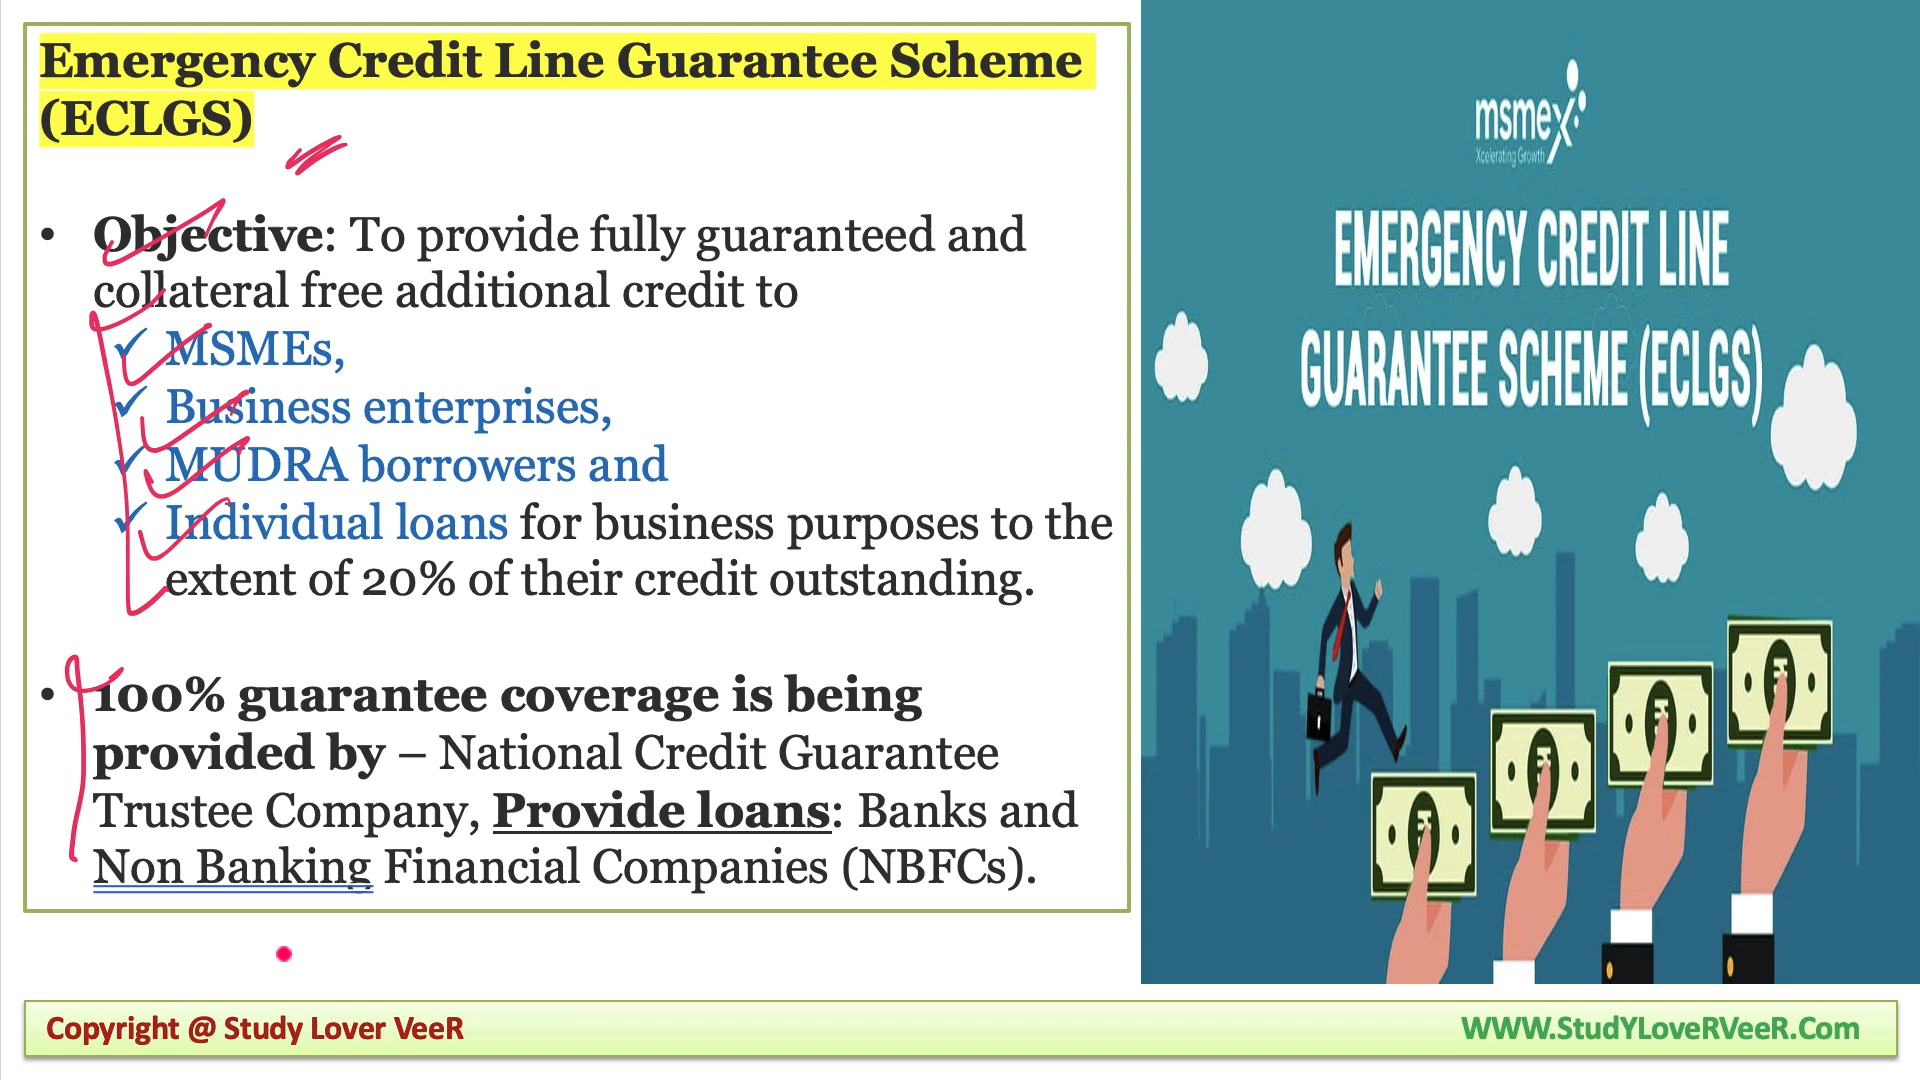 Emergency Credit Line Guarantee Scheme
(ECLGS)
• Objective: To provide fully guaranteed and
collateral free additional credit to
✓ MSMEs,
✓ Business enterprises,
✓ MUDRA borrowers and
✓ Individual loans for business purposes to the
extent of 20% of their credit outstanding.
• 100% guarantee coverage is being
provided by – National Credit Guarantee
Trustee Company, Provide loans: Banks and
Non Banking Financial Companies (NBFCs).
msmex
Xcelerating Growth
EMERGENCY CREDIT LINE
GUARANTEE SCHEME (ECLGS)
₹
₹
₹
₹
Copyright @ Study Lover VeeR
WWW.StudYLoveRVeeR.Com